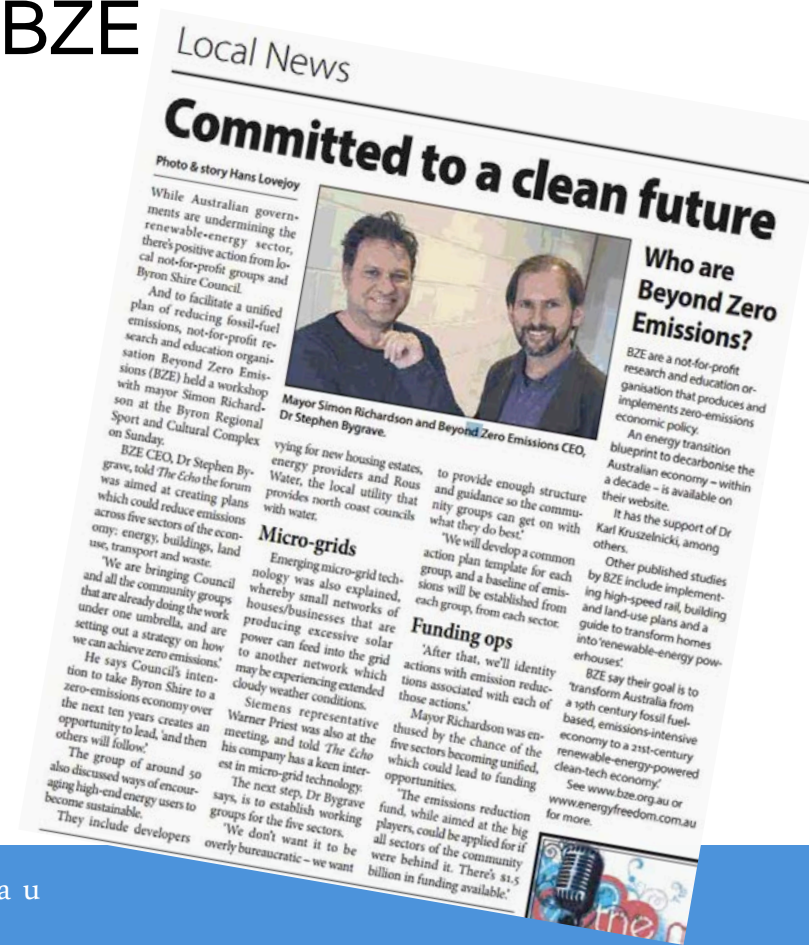 BZE
Local News
Committed to a clean future
Photo & story Hans Lovejoy
While Australian govern-
ments are undermining the
renewable-energy sector,
there's positive action from lo-
cal not-for-profit groups and
Byron Shire Council.
And to facilitate a unified
plan of reducing fossil-fuel
emissions, not-for-profit re-
search and education organi-
sation Beyond Zero Emis-
sions (BZE) held a workshop
with mayor Simon Richard-
son at the Byron Regional
Sport and Cultural Complex
on Sunday.
BZE CEO, Dr Stephen By-
grave, told The Echo the forum
was aimed at creating plans
which could reduce emissions
across five sectors of the econ-
omy: energy, buildings, land
use, transport and waste.
'We are bringing Council
and all the community groups
that are already doing the work
under one umbrella, and are
setting out a strategy on how
we can achieve zero emissions.'
He says Council's inten-
tion to take Byron Shire to a
zero-emissions economy over
the next ten years creates an
opportunity to lead, 'and then
others will follow.'
The group of around 50
also discussed ways of encour-
aging high-end energy users to
become sustainable.
They include developers
Mayor Simon Richardson and Beyond Zero Emissions CEO,
Dr Stephen Bygrave.
vying for new housing estates,
energy providers and Rous
Water, the local utility that
provides north coast councils
with water.
Micro-grids
Emerging micro-grid tech-
nology was also explained,
whereby small networks of
houses/businesses that are
producing excessive solar
power can feed into the grid
to another network which
may be experiencing extended
cloudy weather conditions.
Siemens representative
Warner Priest was also at the
meeting, and told The Echo
his company has a keen inter-
est in micro-grid technology.
The next step, Dr Bygrave
says, is to establish working
groups for the five sectors.
'We don't want it to be
overly bureaucratic – we want
to provide enough structure
and guidance so the commu-
nity groups can get on with
what they do best.'
'We will develop a common
action plan template for each
group, and a baseline of emis-
sions will be established from
each group, from each sector.
Funding ops
'After that, we'll identity
actions with emission reduc-
tions associated with each of
those actions.'
Mayor Richardson was en-
thused by the chance of the
five sectors becoming unified,
which could lead to funding
opportunities.
'The emissions reduction
fund, while aimed at the big
players, could be applied for if
all sectors of the community
were behind it. There's $1.5
billion in funding available.'
Who are
Beyond Zero
Emissions?
BZE are a not-for-profit
research and education or-
ganisation that produces and
implements zero-emissions
economic policy.
An energy transition
blueprint to decarbonise the
Australian economy – within
a decade – is available on
their website.
It has the support of Dr
Karl Kruszelnicki, among
others.
Other published studies
by BZE include implement-
ing high-speed rail, building
and land-use plans and a
guide to transform homes
into 'renewable-energy pow-
erhouses'.
BZE say their goal is to
'transform Australia from
a 19th century fossil fuel-
based, emissions-intensive
economy to a 21st-century
renewable-energy-powered
clean-tech economy.'
See www.bze.org.au or
www.energyfreedom.com.au
for more.
the
au